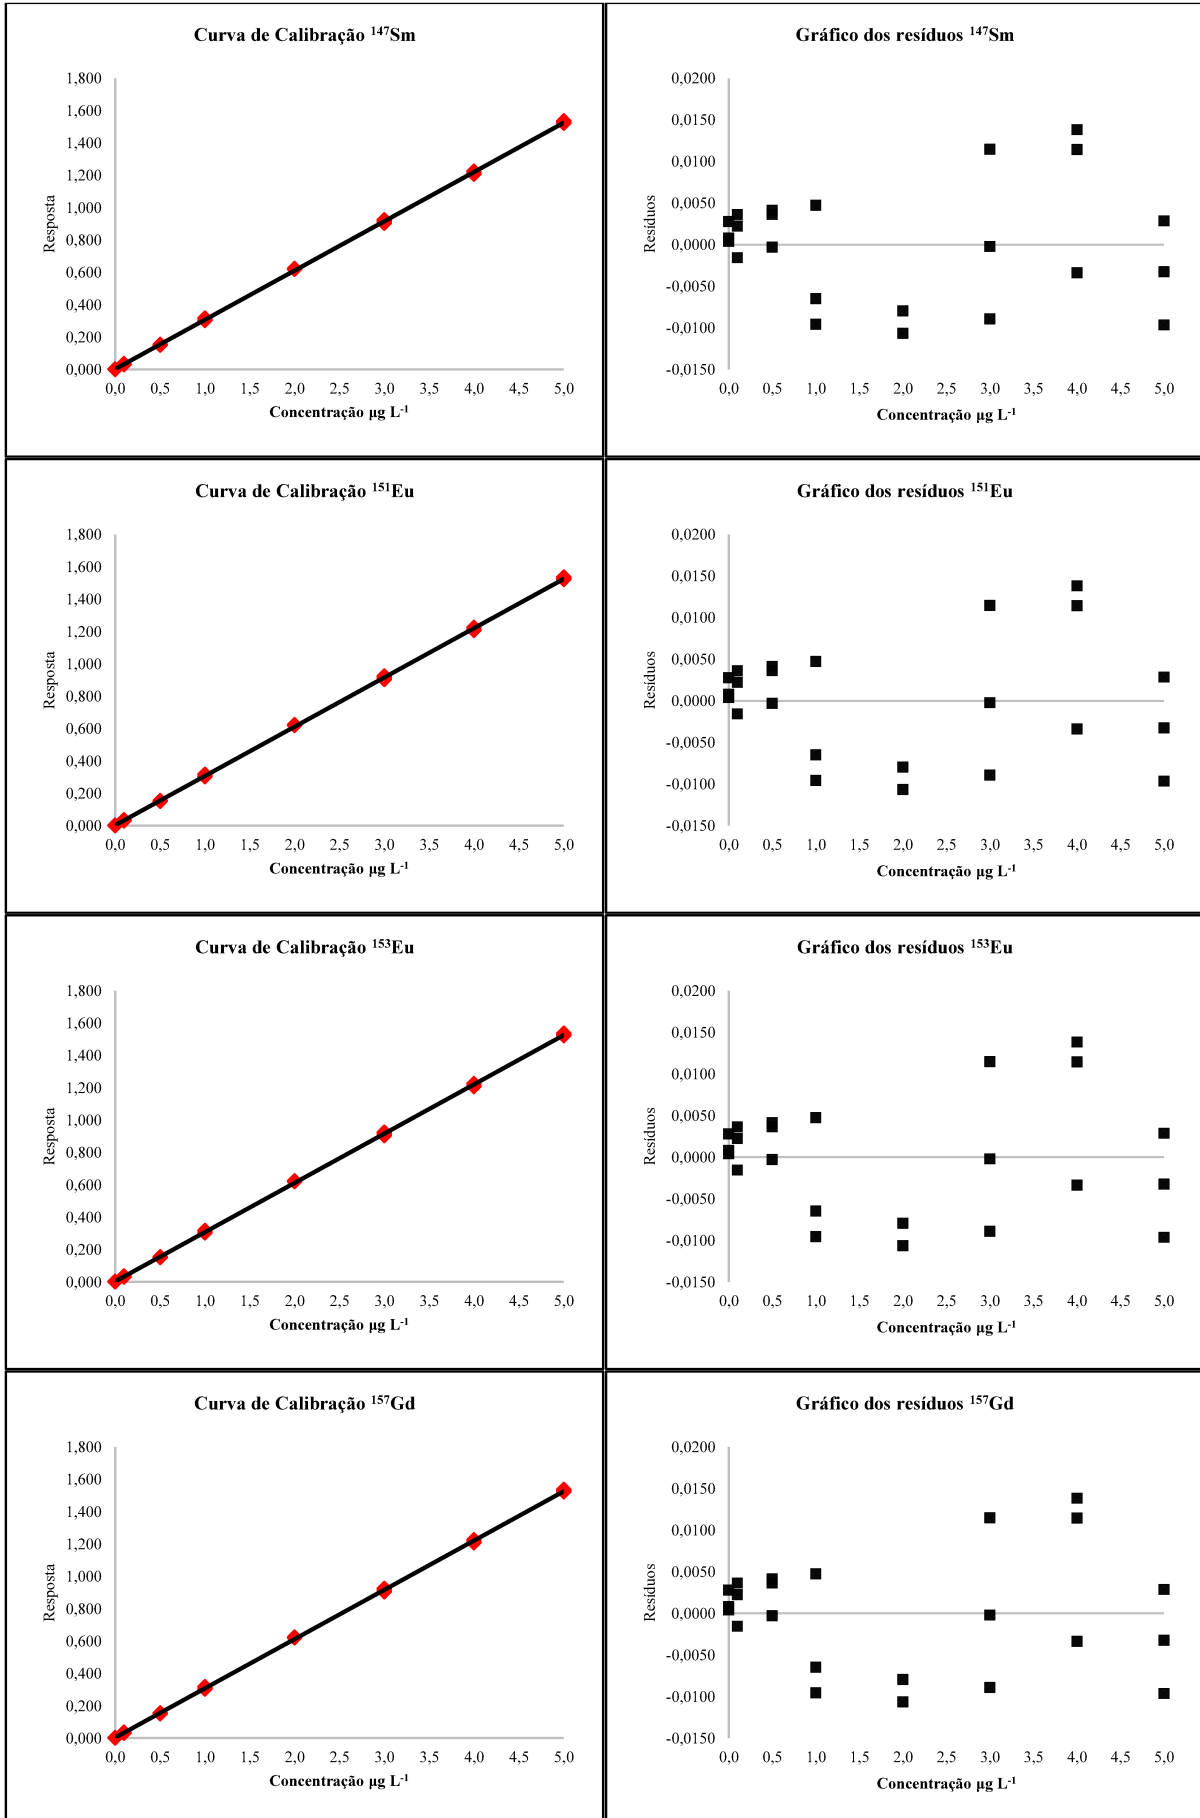 Curva de Calibração ¹⁴⁷Sm
1,800
1,600
1,400
1,200
1,000
0,800
0,600
0,400
0,200
0,000
Resposta
0,0 0,5 1,0 1,5 2,0 2,5 3,0 3,5 4,0 4,5 5,0
Concentração µg L⁻¹
Gráfico dos resíduos ¹⁴⁷Sm
0,0200
0,0150
0,0100
0,0050
0,0000
-0,0050
-0,0100
-0,0150
Resíduos
0,0 0,5 1,0 1,5 2,0 2,5 3,0 3,5 4,0 4,5 5,0
Concentração µg L⁻¹
Curva de Calibração ¹⁵¹Eu
1,800
1,600
1,400
1,200
1,000
0,800
0,600
0,400
0,200
0,000
Resposta
0,0 0,5 1,0 1,5 2,0 2,5 3,0 3,5 4,0 4,5 5,0
Concentração µg L⁻¹
Gráfico dos resíduos ¹⁵¹Eu
0,0200
0,0150
0,0100
0,0050
0,0000
-0,0050
-0,0100
-0,0150
Resíduos
0,0 0,5 1,0 1,5 2,0 2,5 3,0 3,5 4,0 4,5 5,0
Concentração µg L⁻¹
Curva de Calibração ¹⁵³Eu
1,800
1,600
1,400
1,200
1,000
0,800
0,600
0,400
0,200
0,000
Resposta
0,0 0,5 1,0 1,5 2,0 2,5 3,0 3,5 4,0 4,5 5,0
Concentração µg L⁻¹
Gráfico dos resíduos ¹⁵³Eu
0,0200
0,0150
0,0100
0,0050
0,0000
-0,0050
-0,0100
-0,0150
Resíduos
0,0 0,5 1,0 1,5 2,0 2,5 3,0 3,5 4,0 4,5 5,0
Concentração µg L⁻¹
Curva de Calibração ¹⁵⁷Gd
1,800
1,600
1,400
1,200
1,000
0,800
0,600
0,400
0,200
0,000
Resposta
0,0 0,5 1,0 1,5 2,0 2,5 3,0 3,5 4,0 4,5 5,0
Concentração µg L⁻¹
Gráfico dos resíduos ¹⁵⁷Gd
0,0200
0,0150
0,0100
0,0050
0,0000
-0,0050
-0,0100
-0,0150
Resíduos
0,0 0,5 1,0 1,5 2,0 2,5 3,0 3,5 4,0 4,5 5,0
Concentração µg L⁻¹